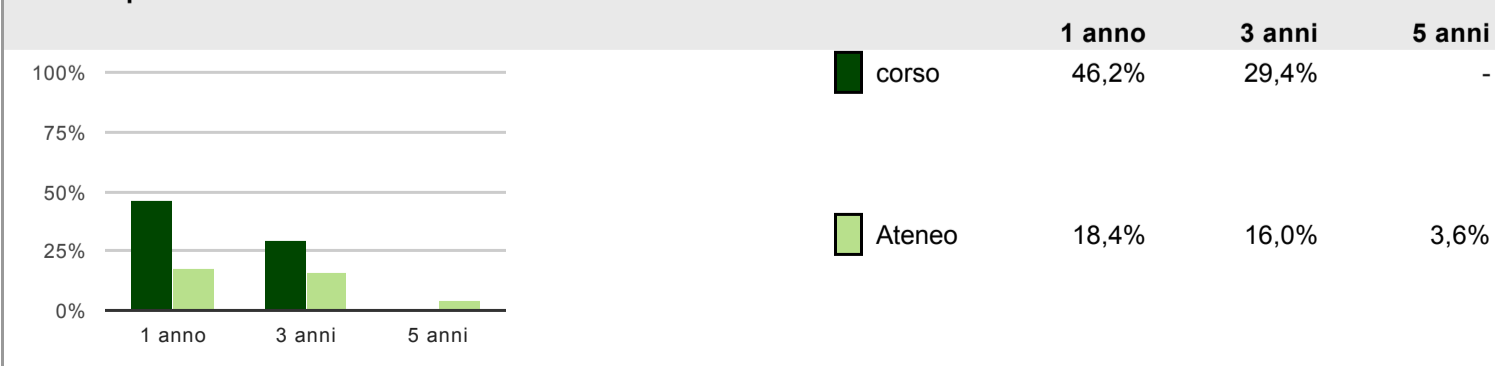 1 anno 3 anni 5 anni
100%
75%
50%
25%
0%
1 anno 3 anni 5 anni
corso 46,2% 29,4% -
Ateneo 18,4% 16,0% 3,6%